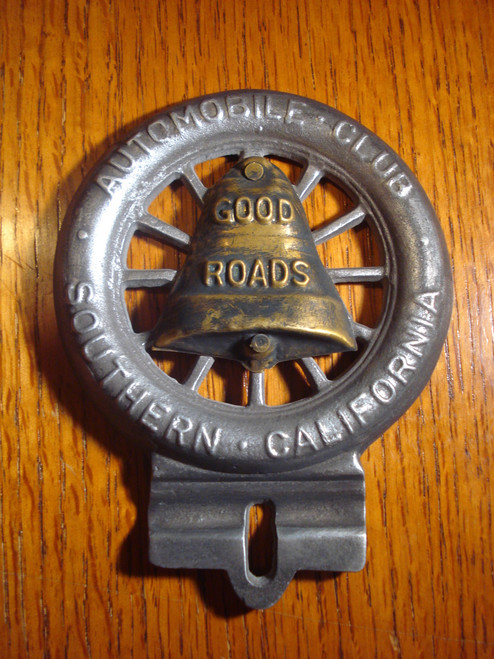 AUTOMOBILE · CLUB
GOOD
ROADS
SOUTHERN · CALIFORNIA